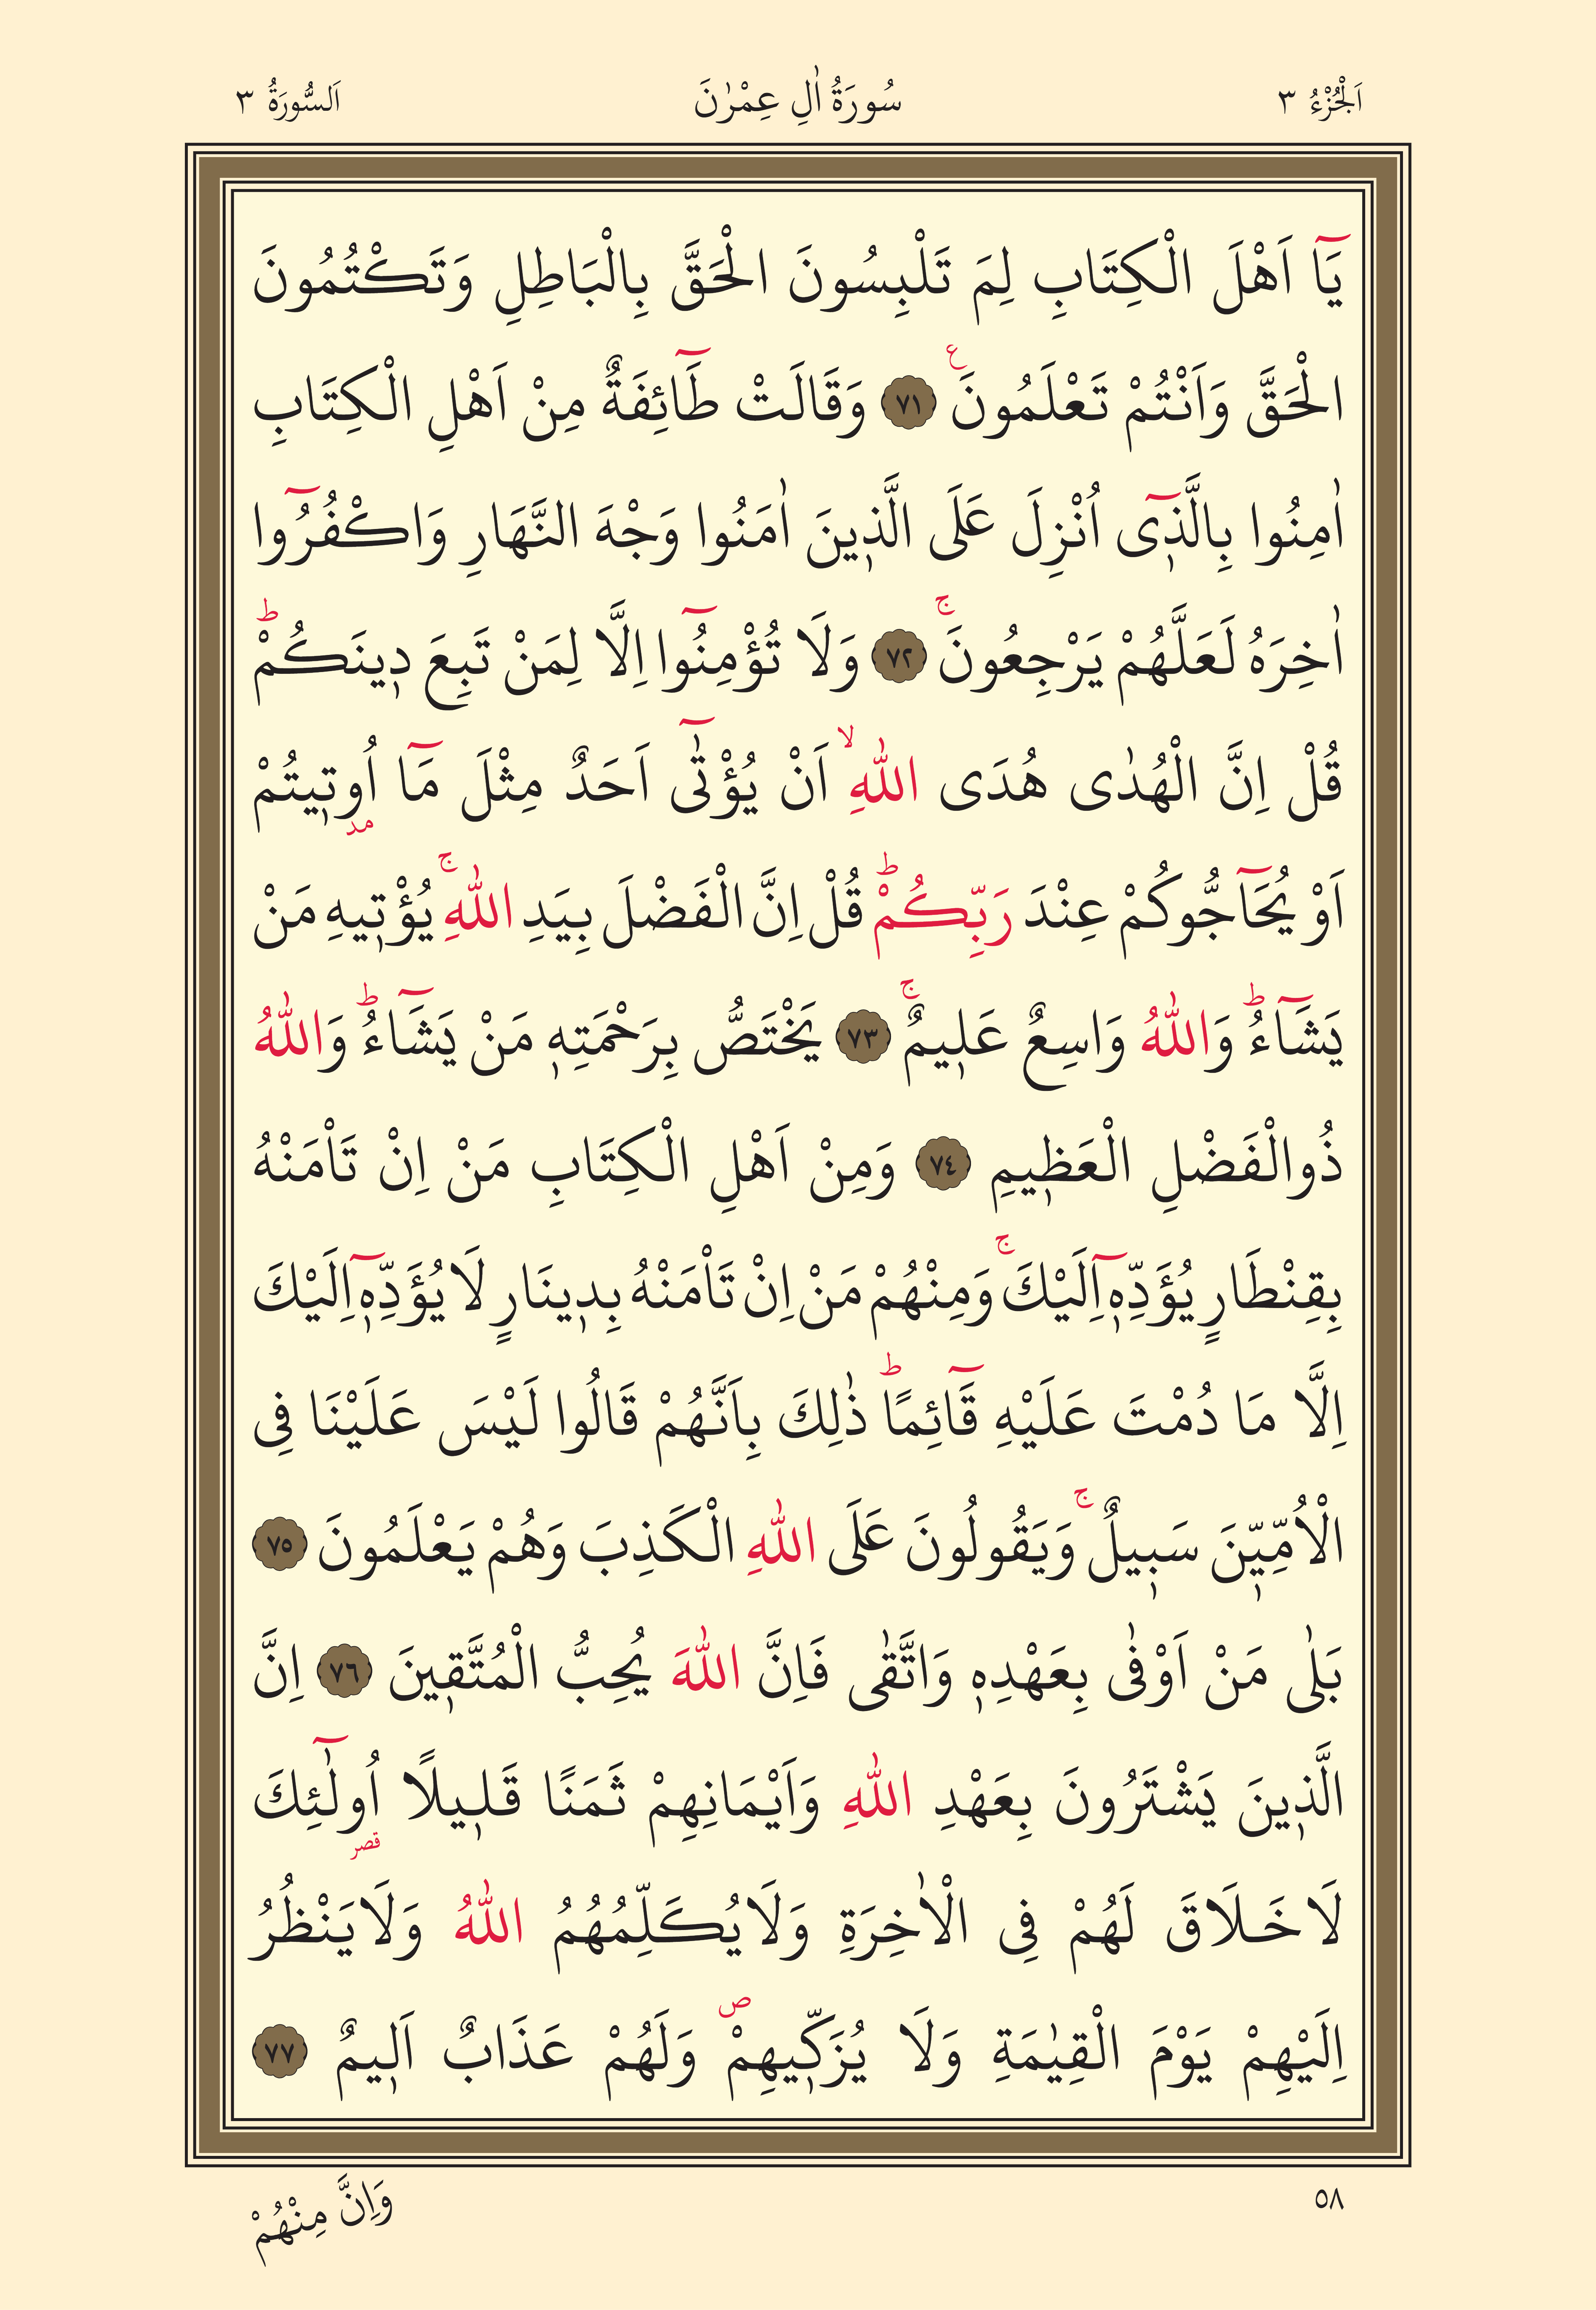 اَلْجُزْءُ ٣ سُورَةُ اٰلِ عِمْرٰنَ اَلسُّورَةُ ٣
يَٓا اَهْلَ الْكِتَابِ لِمَ تَلْبِسُونَ الْحَقَّ بِالْبَاطِلِ وَتَكْتُمُونَ
الْحَقَّ وَاَنْتُمْ تَعْلَمُونَ ع ٧١ وَقَالَتْ طَٓائِفَةٌ مِنْ اَهْلِ الْكِتَابِ
اٰمِنُوا بِالَّذ۪ٓى اُنْزِلَ عَلَى الَّذ۪ينَ اٰمَنُوا وَجْهَ النَّهَارِ وَاكْفُرُٓوا
اٰخِرَهُ لَعَلَّهُمْ يَرْجِعُونَۚ ٧٢ وَلَا تُؤْمِنُٓوا اِلَّا لِمَنْ تَبِعَ د۪ينَكُمْۜ
قُلْ اِنَّ الْهُدٰى هُدَى اللّٰهِۙ اَنْ يُؤْتٰٓى اَحَدٌ مِثْلَ مَٓا اُو۫ت۪يتُمْ مد
اَوْ يُحَٓاجُّوكُمْ عِنْدَ رَبِّكُمْۜ قُلْ اِنَّ الْفَضْلَ بِيَدِ اللّٰهِۚ يُؤْت۪يهِ مَنْ
يَشَٓاءُۜ وَاللّٰهُ وَاسِعٌ عَل۪يمٌۚ ٧٣ يَخْتَصُّ بِرَحْمَتِه۪ مَنْ يَشَٓاءُۜ وَاللّٰهُ
ذُوالْفَضْلِ الْعَظ۪يمِ ٧٤ وَمِنْ اَهْلِ الْكِتَابِ مَنْ اِنْ تَاْمَنْهُ
بِقِنْطَارٍ يُؤَدِّه۪ٓ اِلَيْكَۚ وَمِنْهُمْ مَنْ اِنْ تَاْمَنْهُ بِد۪ينَارٍ لَا يُؤَدِّه۪ٓ اِلَيْكَ
اِلَّا مَا دُمْتَ عَلَيْهِ قَٓائِمًاۜ ذٰلِكَ بِاَنَّهُمْ قَالُوا لَيْسَ عَلَيْنَا فِى
الْاُمِّيّ۪نَ سَب۪يلٌۚ وَيَقُولُونَ عَلَى اللّٰهِ الْكَذِبَ وَهُمْ يَعْلَمُونَ ٧٥
بَلٰى مَنْ اَوْفٰى بِعَهْدِه۪ وَاتَّقٰى فَاِنَّ اللّٰهَ يُحِبُّ الْمُتَّق۪ينَ ٧٦ اِنَّ
الَّذ۪ينَ يَشْتَرُونَ بِعَهْدِ اللّٰهِ وَاَيْمَانِهِمْ ثَمَنًا قَل۪يلًا اُولٰٓئِكَ قصر
لَا خَلَاقَ لَهُمْ فِى الْاٰخِرَةِ وَلَا يُكَلِّمُهُمُ اللّٰهُ وَلَا يَنْظُرُ
اِلَيْهِمْ يَوْمَ الْقِيٰمَةِ وَلَا يُزَكّ۪يهِمْۖ وَلَهُمْ عَذَابٌ اَل۪يمٌ ٧٧
٥٨ وَاِنَّ مِنْهُمْ